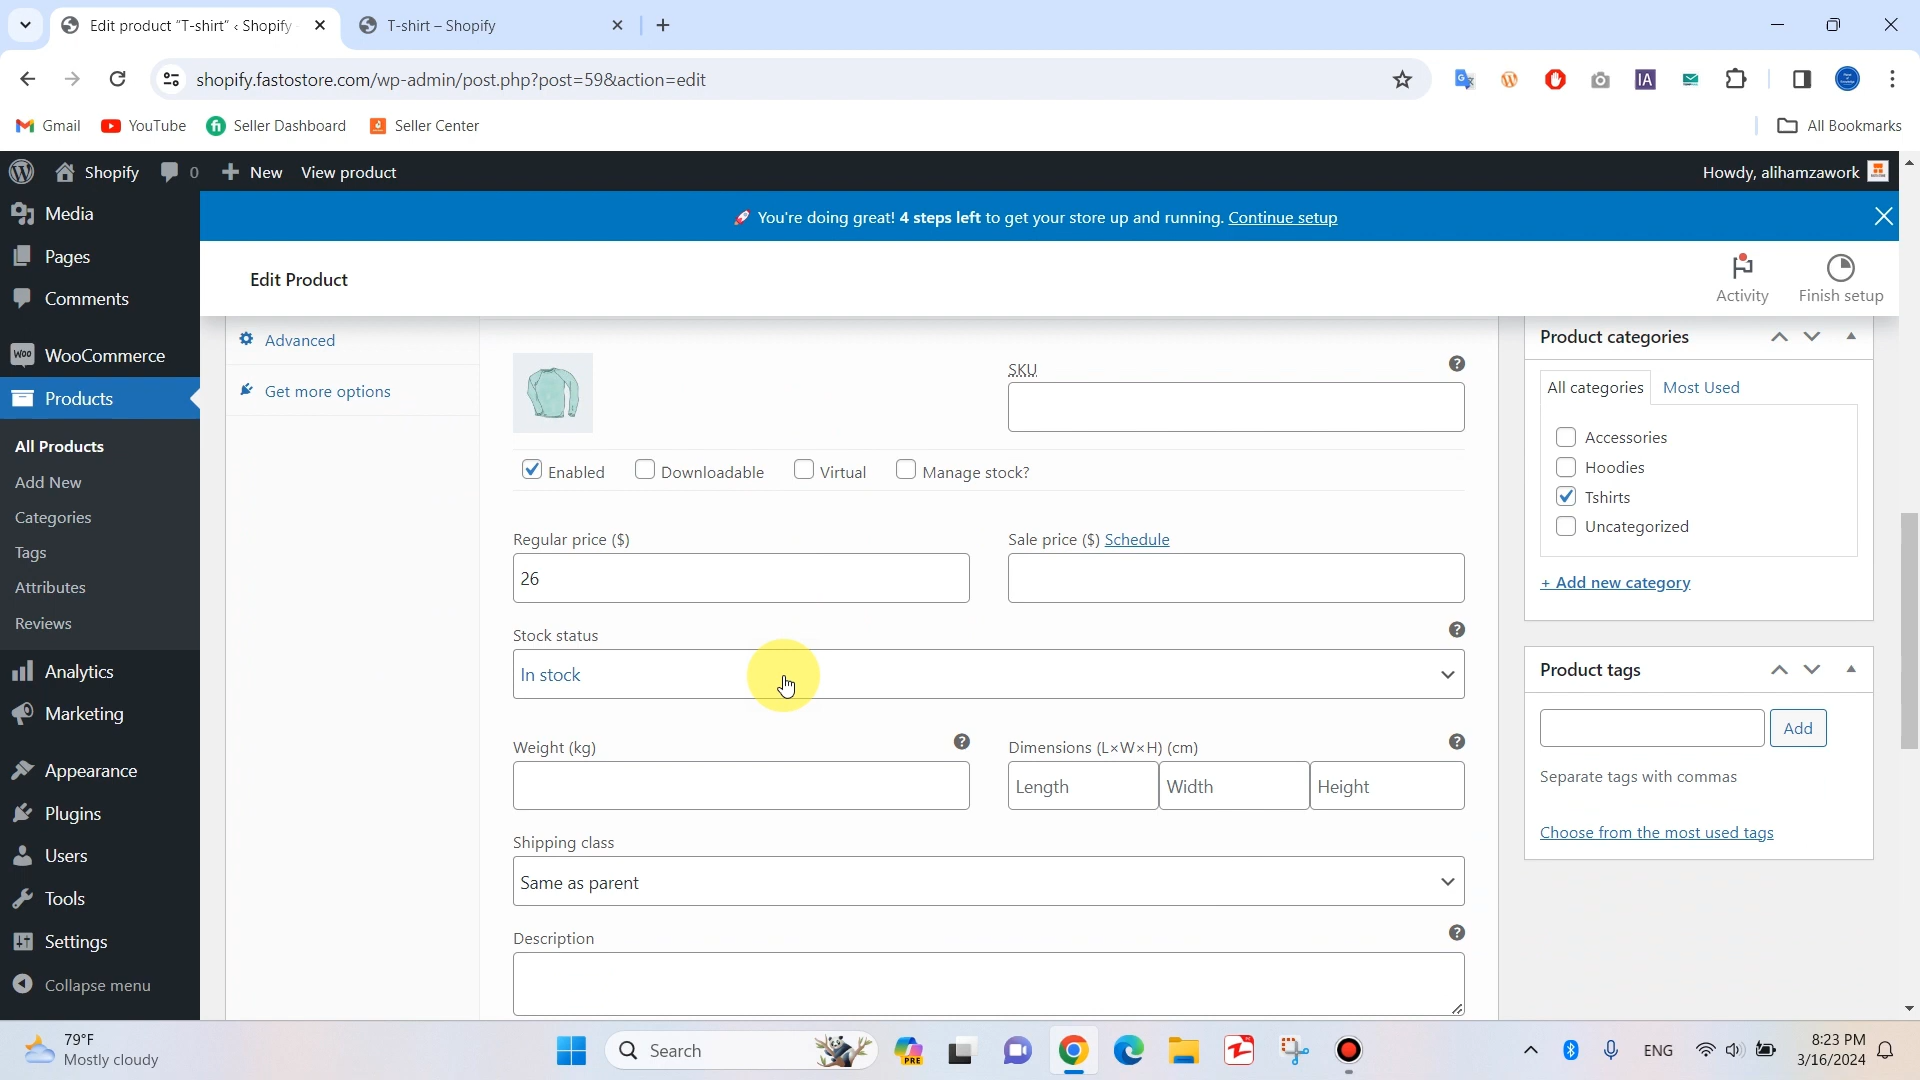 Edit product "T-shirt" ‹ Shopify
T-shirt – Shopify
shopify.fastostore.com/wp-admin/post.php?post=59&action=edit
IA
Gmail
YouTube
Seller Dashboard
Seller Center
All Bookmarks
Shopify
0
New
View product
Howdy, alihamzawork
Media
Pages
Comments
WooCommerce
Products
All Products
Add New
Categories
Tags
Attributes
Reviews
Analytics
Marketing
Appearance
Plugins
Users
Tools
Settings
Collapse menu
🚀 You're doing great! 4 steps left to get your store up and running. Continue setup
Edit Product
Activity
Finish setup
Advanced
Get more options
SKU
Enabled
Downloadable
Virtual
Manage stock?
Regular price ($)
26
Sale price ($) Schedule
Stock status
In stock
Weight (kg)
Dimensions (L×W×H) (cm)
Length
Width
Height
Shipping class
Same as parent
Description
Product categories
All categories
Most Used
Accessories
Hoodies
Tshirts
Uncategorized
+ Add new category
Product tags
Add
Separate tags with commas
Choose from the most used tags
79°F
Mostly cloudy
Search
PRE
ENG
8:23 PM
3/16/2024